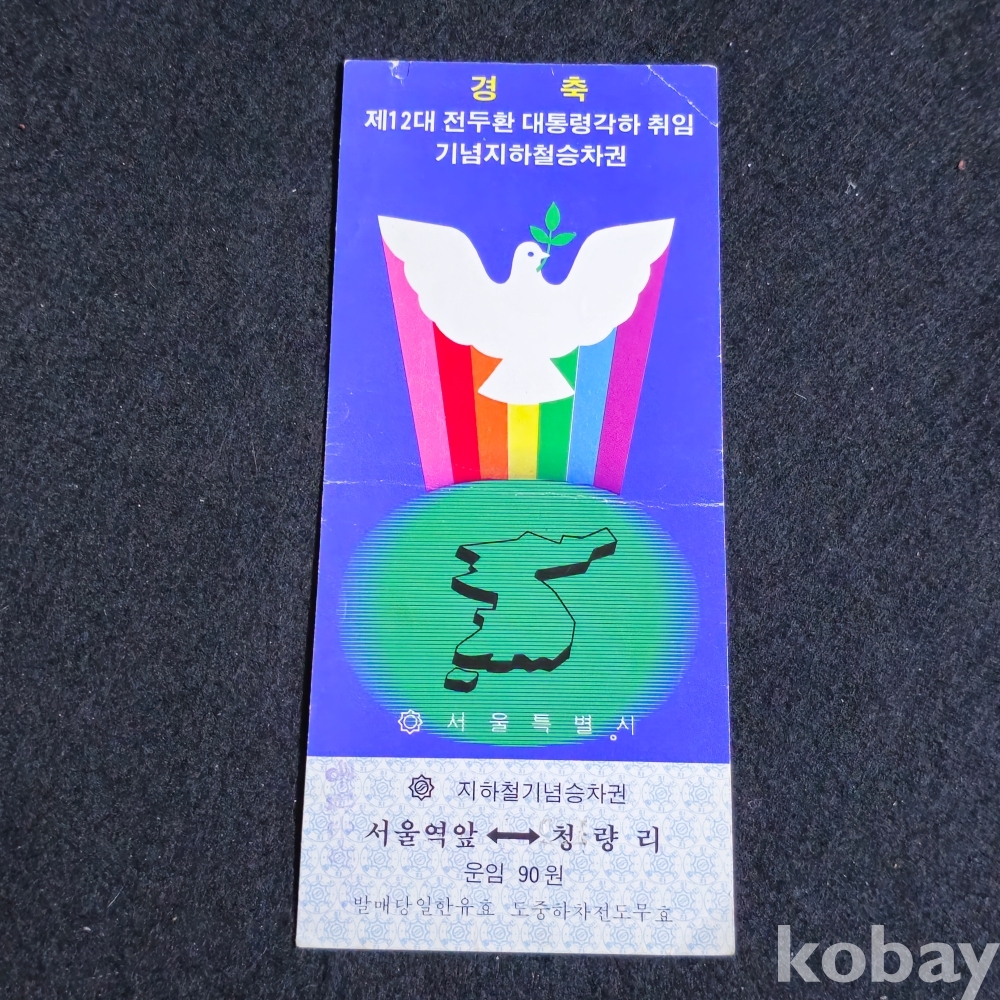 경 축
제12대 전두환 대통령각하 취임
기념지하철승차권
서울특별시
지하철기념승차권
서울역앞 ↔ 청량리
운임 90원
발매당일한유효 도중하차전도무효
kobay